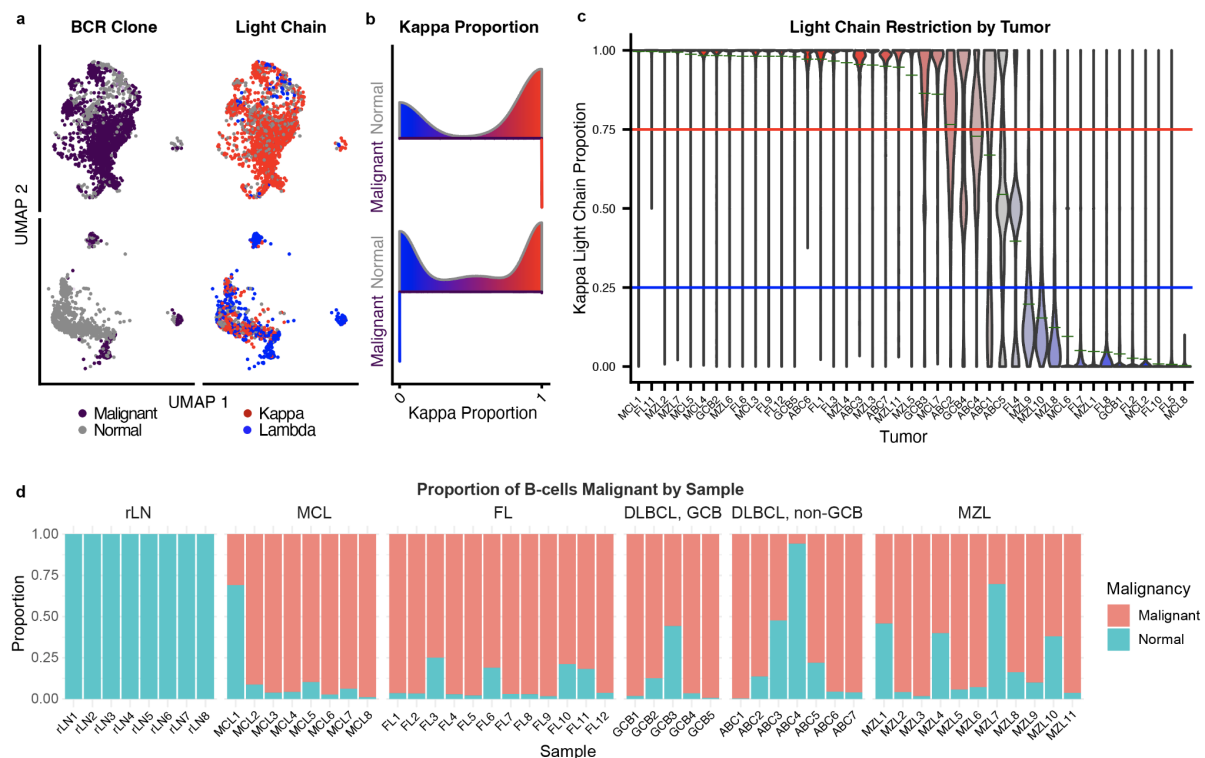 a
BCR Clone
Light Chain
UMAP 2
UMAP 1
Malignant
Normal
Kappa
Lambda
b
Kappa Proportion
Normal
Malignant
Normal
Malignant
0
1
Kappa Proportion
c
Light Chain Restriction by Tumor
Kappa Light Chain Propotion
1.00
0.75
0.50
0.25
0.00
MCL1 FL11 MZL2 MZL7 MCL5 MCL4 GCB2 MZL6 FL6 MCL3 FL9 FL12 GCB5 ABC6 FL1 FL3 MZL4 ABC3 MZL3 ABC7 MZL11 MZL5 GCB3 MCL7 ABC2 GCB4 ABC4 ABC1 ABC5 FL4 MZL9 MZL10 MZL8 MCL6 FL7 MZL1 FL8 GCB1 FL2 MCL2 FL10 FL5 MCL8
Tumor
d
Proportion of B-cells Malignant by Sample
rLN
MCL
FL
DLBCL, GCB
DLBCL, non-GCB
MZL
Proportion
1.00
0.75
0.50
0.25
0.00
rLN1 rLN2 rLN3 rLN4 rLN5 rLN6 rLN7 rLN8
MCL1 MCL2 MCL3 MCL4 MCL5 MCL6 MCL7 MCL8
FL1 FL2 FL3 FL4 FL5 FL6 FL7 FL8 FL9 FL10 FL11 FL12
GCB1 GCB2 GCB3 GCB4 GCB5
ABC1 ABC2 ABC3 ABC4 ABC5 ABC6 ABC7
MZL1 MZL2 MZL3 MZL4 MZL5 MZL6 MZL7 MZL8 MZL9 MZL10 MZL11
Sample
Malignancy
Malignant
Normal